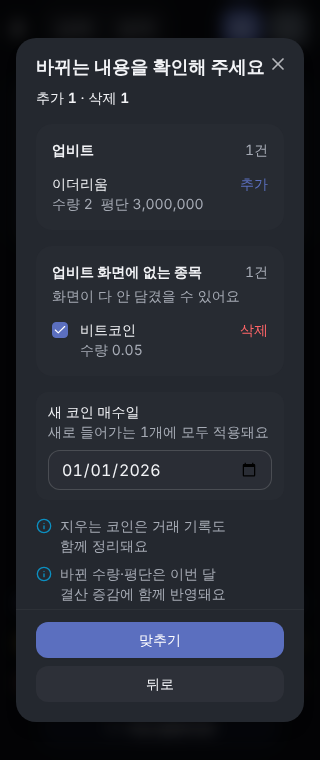 바뀌는 내용을 확인해 주세요
추가 1 · 삭제 1
업비트 1건
이더리움 추가
수량 2 평단 3,000,000
업비트 화면에 없는 종목 1건
화면이 다 안 담겼을 수 있어요
비트코인 삭제
수량 0.05
새 코인 매수일
새로 들어가는 1개에 모두 적용돼요
01/01/2026
지우는 코인은 거래 기록도
함께 정리돼요
바뀐 수량·평단은 이번 달
결산 증감에 함께 반영돼요
맞추기
뒤로